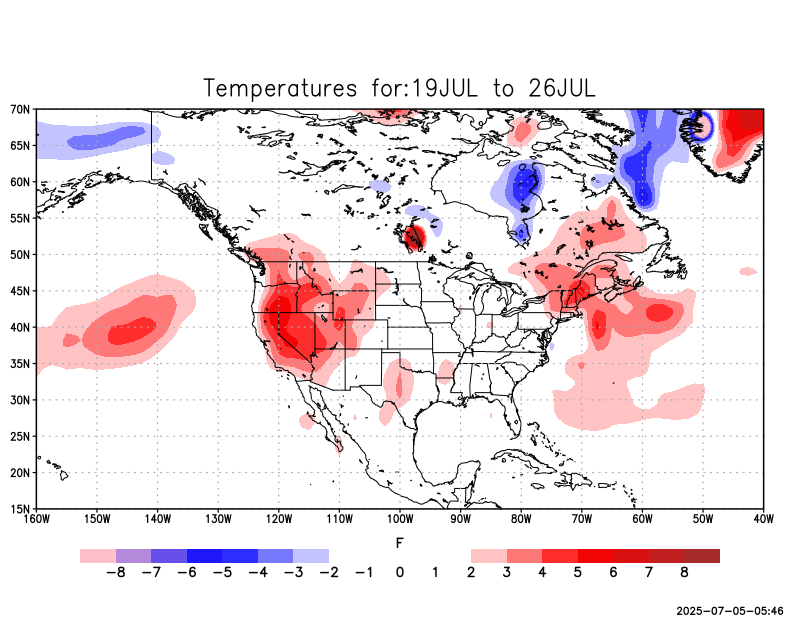 Temperatures for:19JUL to 26JUL
70N
65N
60N
55N
50N
45N
40N
35N
30N
25N
20N
15N
160W 150W 140W 130W 120W 110W 100W 90W 80W 70W 60W 50W 40W
F
−8 −7 −6 −5 −4 −3 −2 −1 0 1 2 3 4 5 6 7 8
2025-07-05-05:46